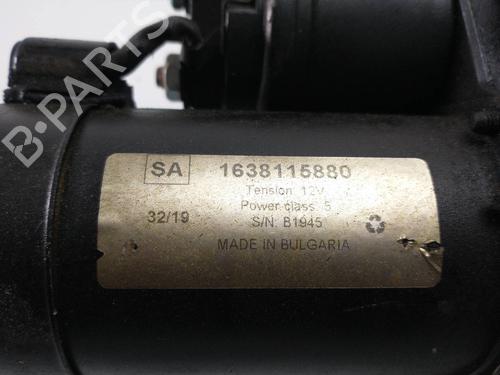 B-PARTS
SA 1638115880
Tension: 12V
Power class: 5
32/19 S/N: B1945
MADE IN BULGARIA